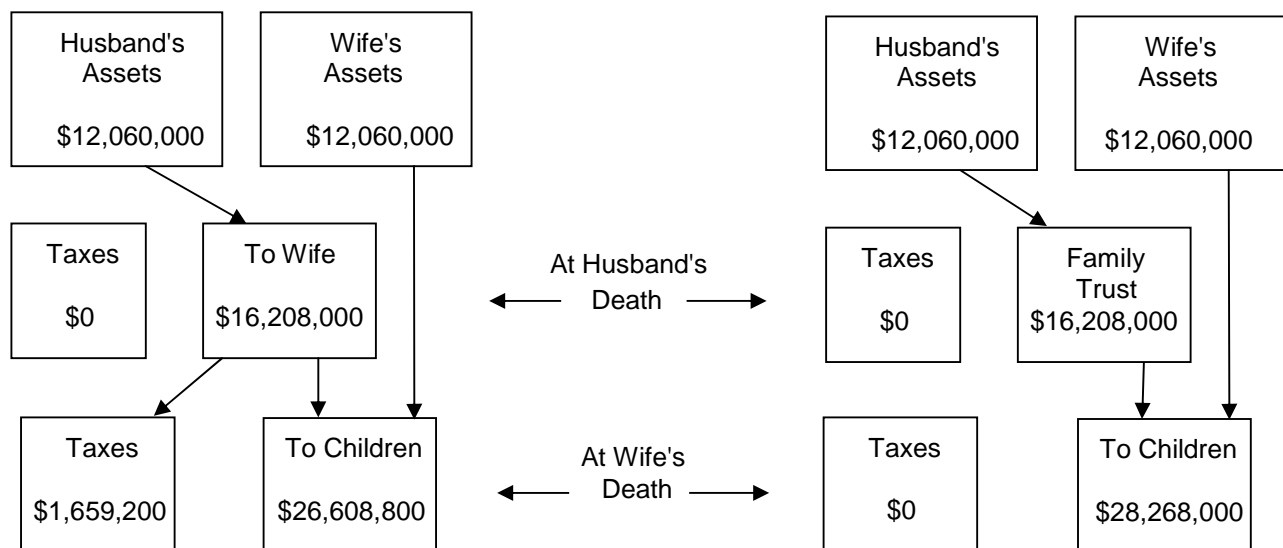 Husband's
Assets
$12,060,000
Wife's
Assets
$12,060,000
Taxes
$0
To Wife
$16,208,000
Taxes
$1,659,200
To Children
$26,608,800
At Husband's
Death
At Wife's
Death
Husband's
Assets
$12,060,000
Wife's
Assets
$12,060,000
Taxes
$0
Family
Trust
$16,208,000
Taxes
$0
To Children
$28,268,000